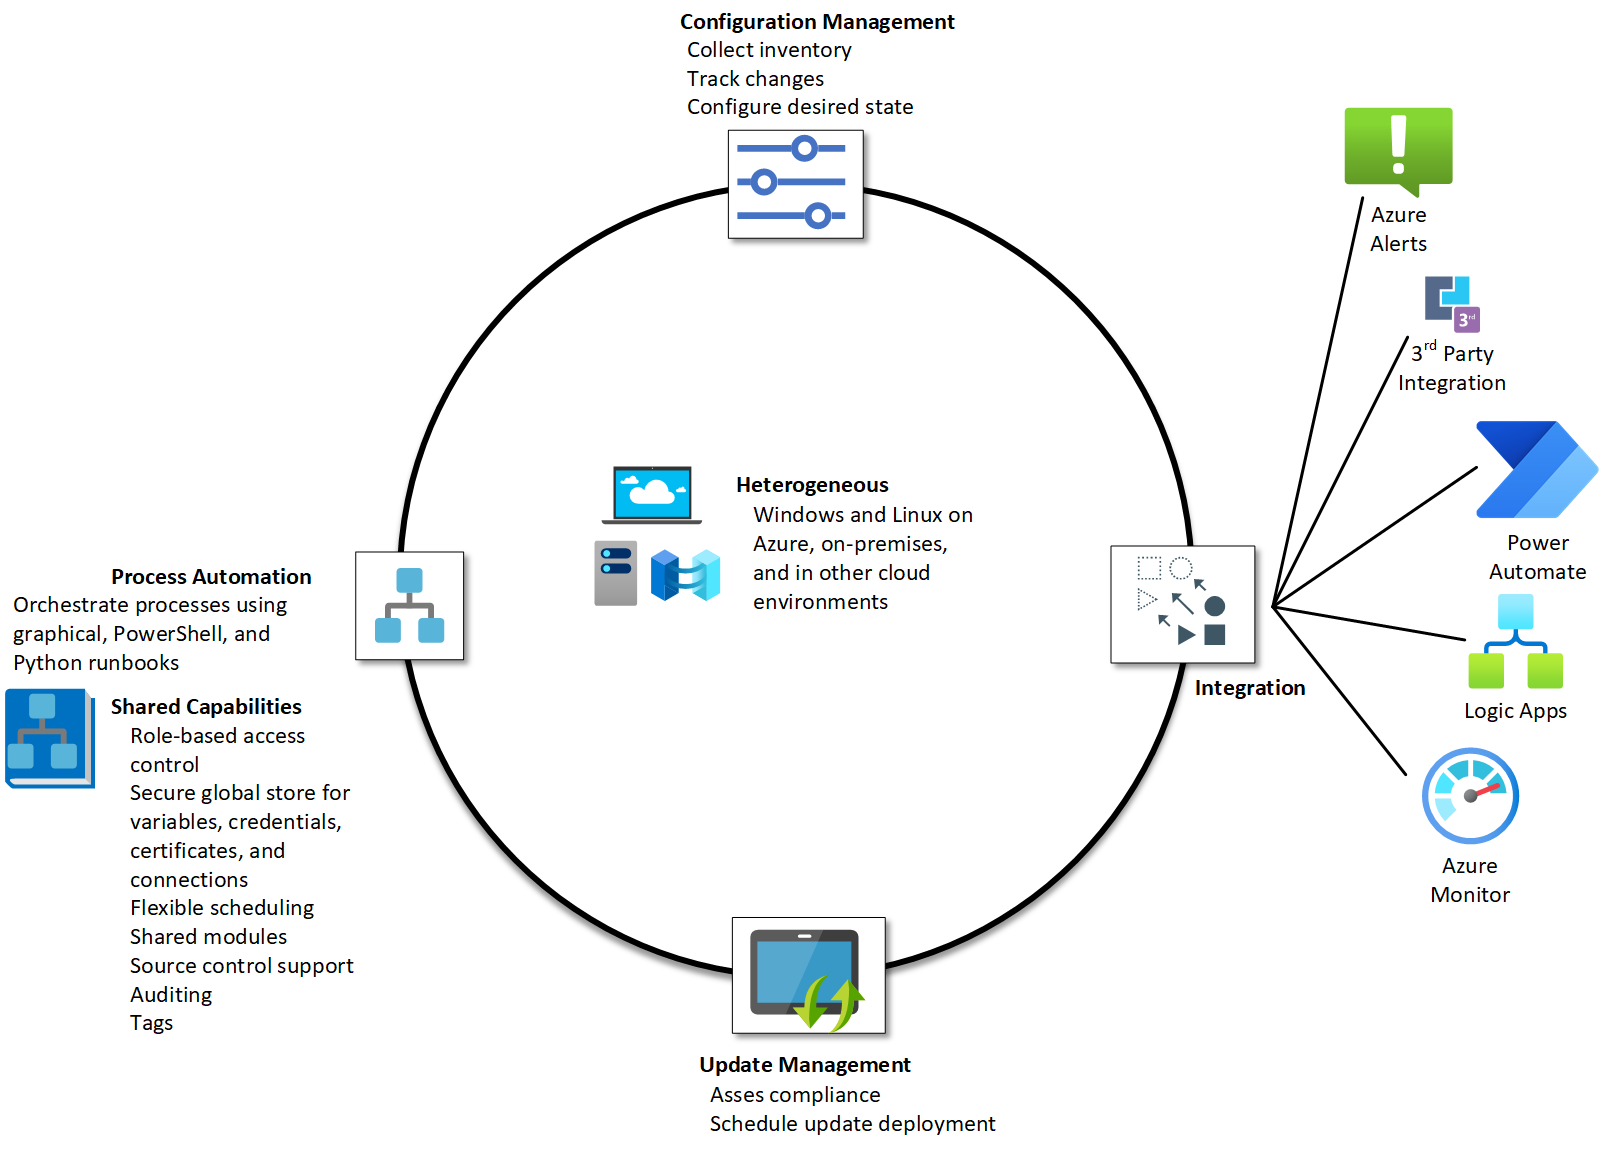 Configuration Management
Collect inventory
Track changes
Configure desired state
Azure
Alerts
3rd
3rd Party
Integration
Power
Automate
Logic Apps
Azure
Monitor
Integration
Heterogeneous
Windows and Linux on
Azure, on-premises,
and in other cloud
environments
Process Automation
Orchestrate processes using
graphical, PowerShell, and
Python runbooks
Shared Capabilities
Role-based access
control
Secure global store for
variables, credentials,
certificates, and
connections
Flexible scheduling
Shared modules
Source control support
Auditing
Tags
Update Management
Asses compliance
Schedule update deployment